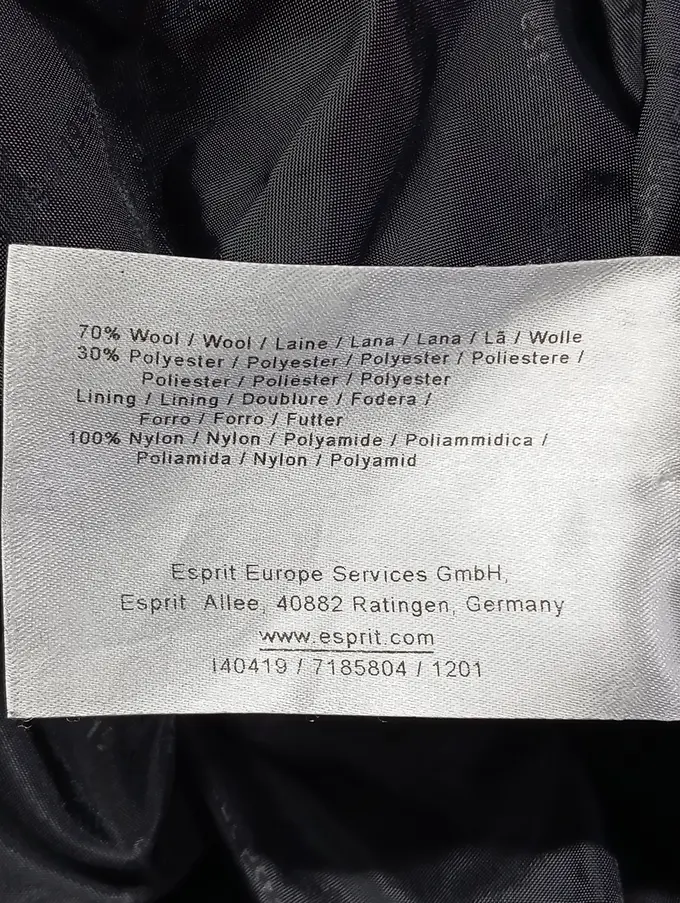 70% Wool / Wool / Laine / Lana / Lana / Lã / Wolle
30% Polyester / Polyester / Polyester / Poliestere /
Poliester / Poliester / Polyester
Lining / Lining / Doublure / Fodera /
Forro / Forro / Futter
100% Nylon / Nylon / Polyamide / Poliammidica /
Poliamida / Nylon / Polyamid
Esprit Europe Services GmbH,
Esprit Allee, 40882 Ratingen, Germany
www.esprit.com
I40419 / 7185804 / 1201